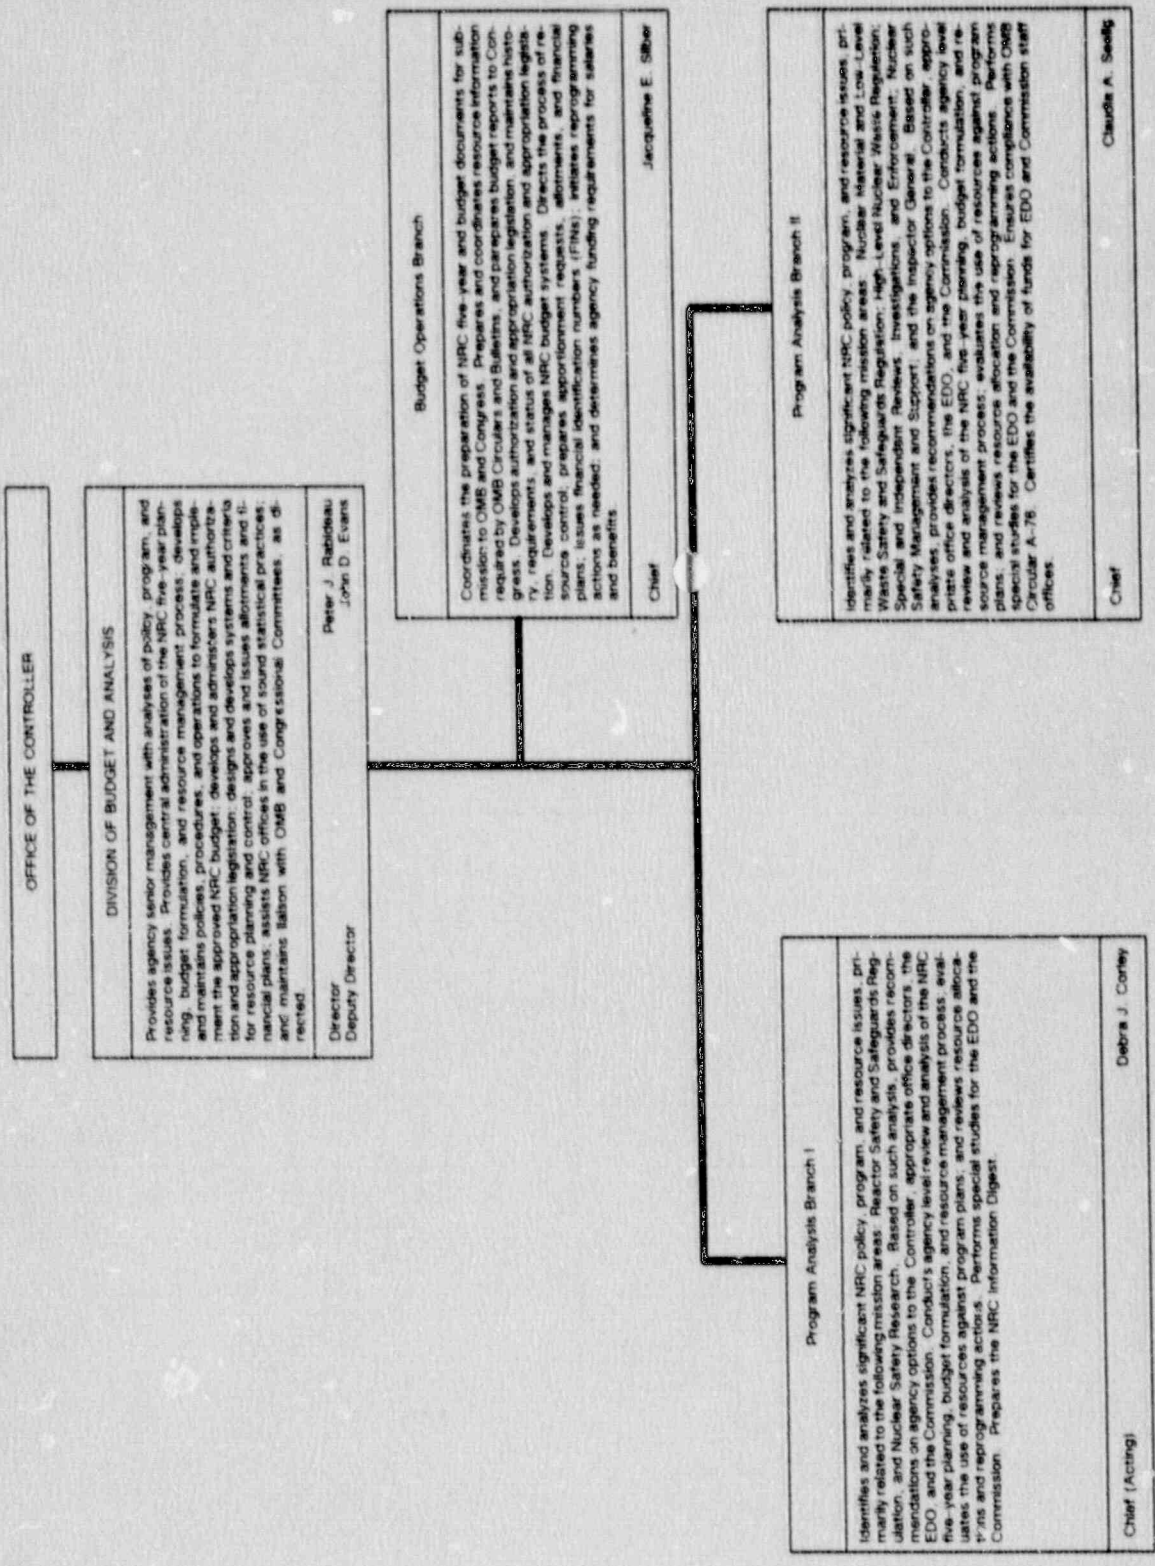 OFFICE OF THE CONTROLLER
DIVISION OF BUDGET AND ANALYSIS
Provides agency senior management with analyses of policy, program, and
resource issues. Provides central administration of the NRC five-year plan-
ning, budget formulation, and resource management process; develops
and maintains policies, procedures, and operations to formulate and imple-
ment the approved NRC budget; develops and administers NRC authoriza-
tion and appropriation legislation; designs and develops systems and criteria
for resource planning and control; approves and issues allotments and fi-
nancial plans; assists NRC offices in the use of sound statistical practices;
and maintains liaison with OMB and Congressional Committees, as di-
rected.
Director Peter J. Rabideau
Deputy Director John D. Evans
Budget Operations Branch
Coordinates the preparation of NRC five-year and budget documents for sub-
mission to OMB and Congress. Prepares and coordinates resource information
required by OMB Circulars and Bulletins, and prepares budget reports to Con-
gress. Develops authorization and appropriation legislation, and maintains histo-
ry, requirements, and status of all NRC authorization and appropriation legisla-
tion. Develops and manages NRC budget systems. Directs the process of re-
source control; prepares apportionment requests, allotments, and financial
plans; issues financial identification numbers (FINs); initiates reprogramming
actions as needed; and determines agency funding requirements for salaries
and benefits.
Chief Jacqueline E. Silber
Program Analysis Branch I
Identifies and analyzes significant NRC policy, program, and resource issues, pri-
marily related to the following mission areas: Reactor Safety and Safeguards Reg-
ulation, and Nuclear Safety Research. Based on such analysis, provides recom-
mendations on agency options to the Controller, appropriate office directors, the
EDO, and the Commission. Conducts agency level review and analysis of the NRC
five-year planning, budget formulation, and resource management process; eval-
uates the use of resources against program plans; and reviews resource alloca-
tions and reprogramming actions. Performs special studies for the EDO and the
Commission. Prepares the NRC Information Digest.
Chief (Acting) Debra J. Corley
Program Analysis Branch II
Identifies and analyzes significant NRC policy, program, and resource issues, pri-
marily related to the following mission areas: Nuclear Material and Low-Level
Waste Safety and Safeguards Regulation; High-Level Nuclear Waste Regulation;
Special and Independent Reviews, Investigations, and Enforcement; Nuclear
Safety Management and Support; and the Inspector General. Based on such
analyses, provides recommendations on agency options to the Controller, appro-
priate office directors, the EDO, and the Commission. Conducts agency level
review and analysis of the NRC five-year planning, budget formulation, and re-
source management process; evaluates the use of resources against program
plans; and reviews resource allocation and reprogramming actions. Performs
special studies for the EDO and the Commission. Ensures compliance with OMB
Circular A-76. Certifies the availability of funds for EDO and Commission staff
offices.
Chief Claudia A. Seelig